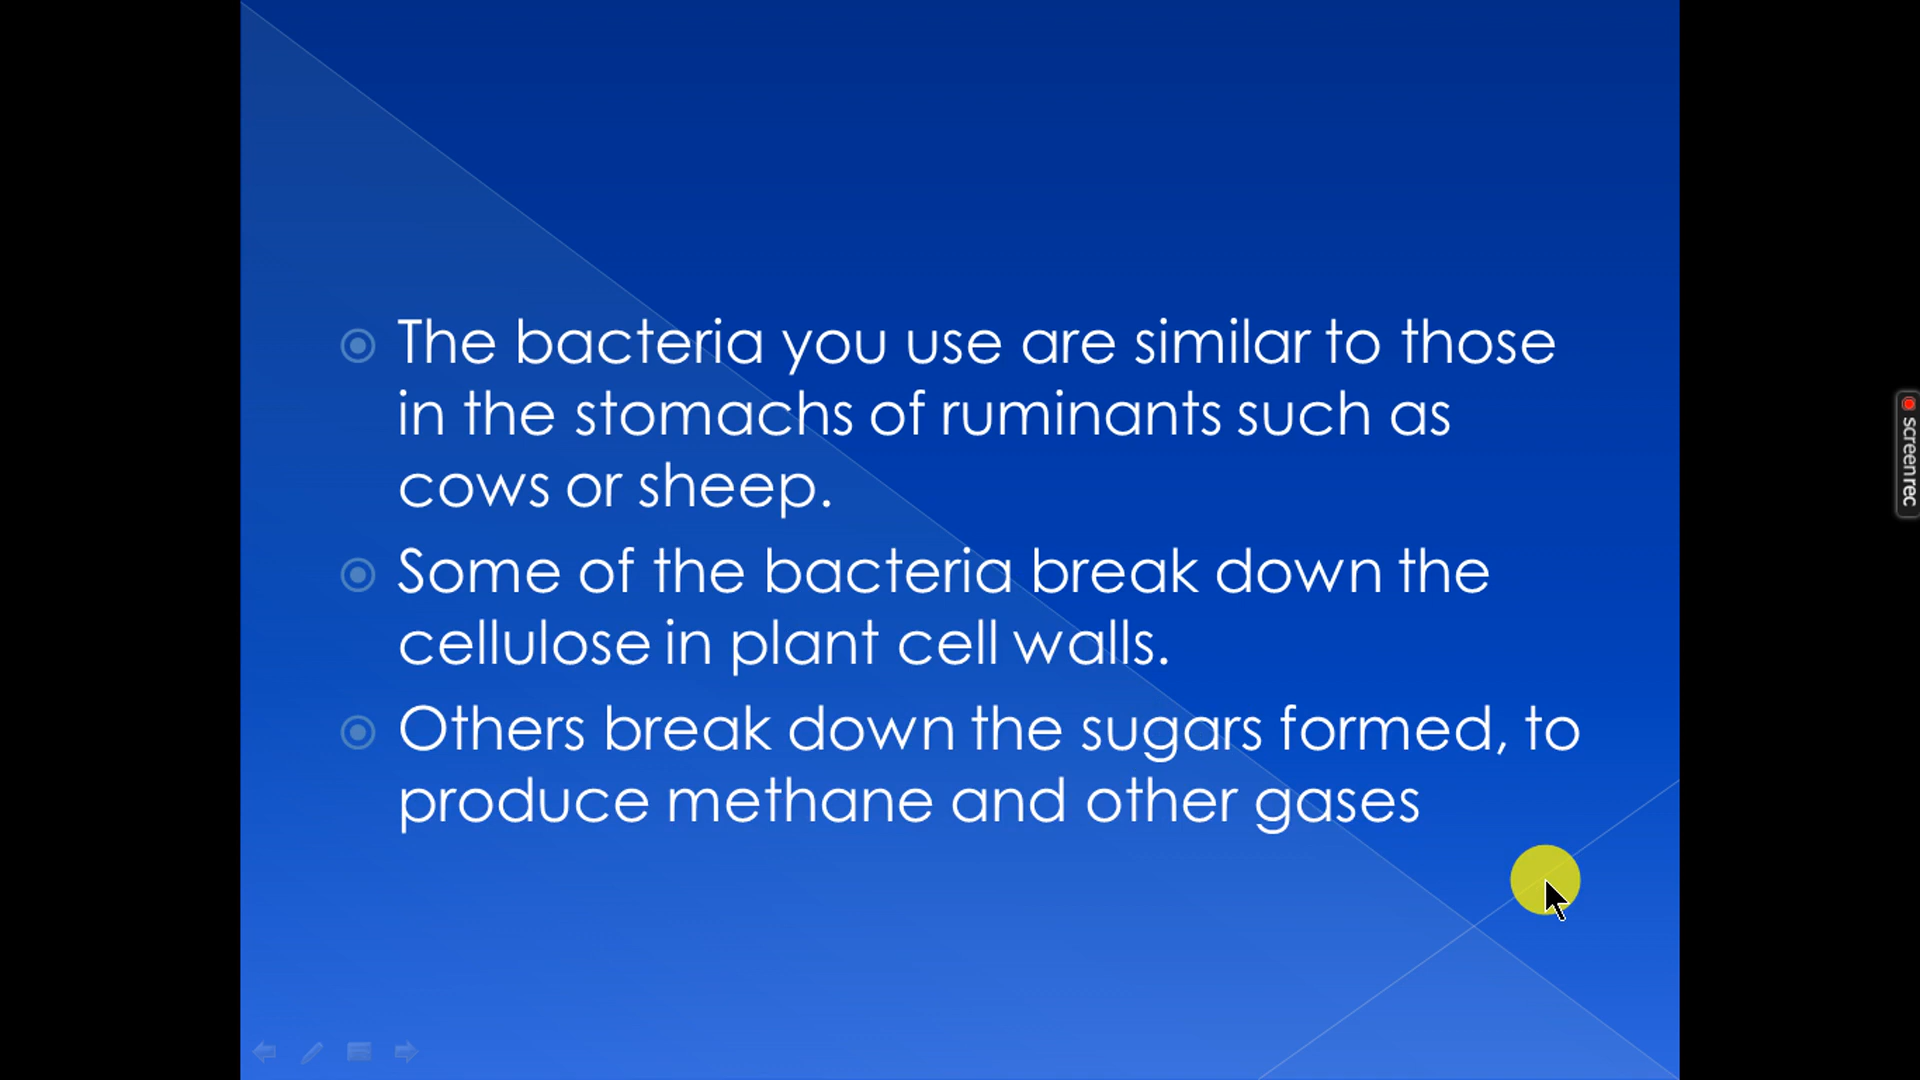 The bacteria you use are similar to those
in the stomachs of ruminants such as
cows or sheep.
Some of the bacteria break down the
cellulose in plant cell walls.
Others break down the sugars formed, to
produce methane and other gases
screenrec